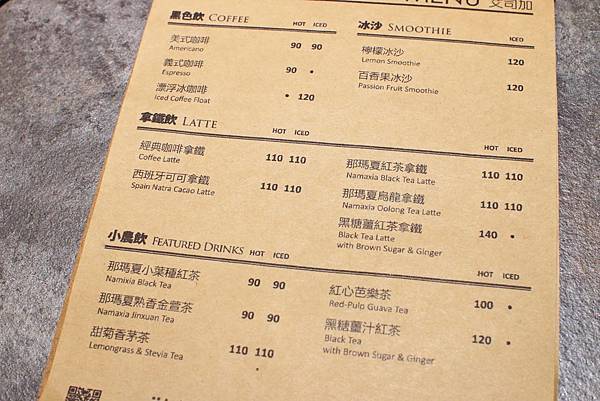 MENU 艾司加
黑色飲 COFFEE HOT ICED
美式咖啡 90 90
Americano
義式咖啡 90 •
Espresso
漂浮冰咖啡 • 120
Iced Coffee Float
冰沙 SMOOTHIE ICED
檸檬冰沙 120
Lemon Smoothie
百香果冰沙 120
Passion Fruit Smoothie
拿鐵飲 LATTE HOT ICED
經典咖啡拿鐵 110 110
Coffee Latte
西班牙可可拿鐵 110 110
Spain Natra Cacao Latte
HOT ICED
那瑪夏紅茶拿鐵 110 110
Namaxia Black Tea Latte
那瑪夏烏龍拿鐵 110 110
Namaxia Oolong Tea Latte
黑糖薑紅茶拿鐵 140 •
Black Tea Latte
with Brown Sugar & Ginger
小農飲 FEATURED DRINKS HOT ICED
那瑪夏小葉種紅茶 90 90
Namixia Black Tea
那瑪夏熟香金萱茶 90 90
Namaxia Jinxuan Tea
甜菊香茅茶 110 110
Lemongrass & Stevia Tea •
HOT ICED
紅心芭樂茶 100 •
Red-Pulp Guava Tea
黑糖薑汁紅茶 120 •
Black Tea
with Brown Sugar & Ginger